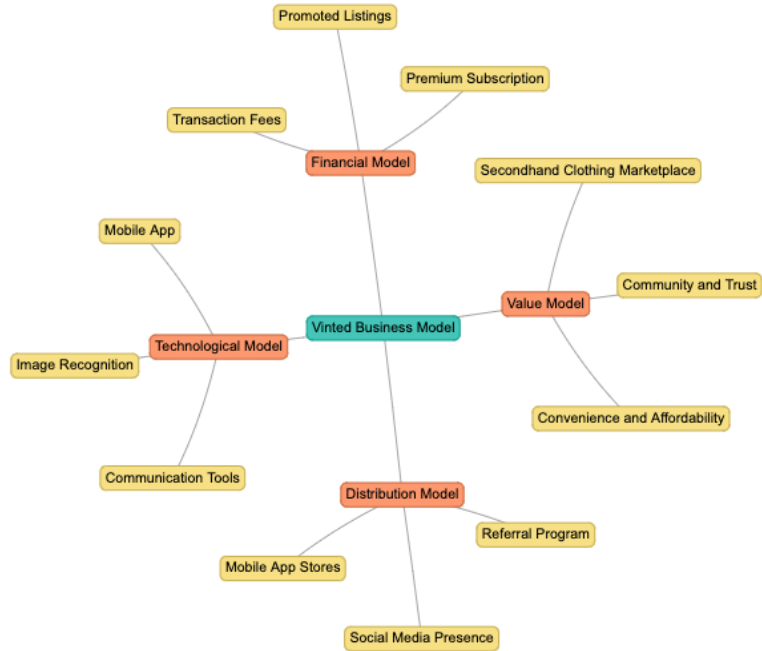 Promoted Listings
Premium Subscription
Transaction Fees
Financial Model
Secondhand Clothing Marketplace
Mobile App
Community and Trust
Value Model
Vinted Business Model
Technological Model
Image Recognition
Convenience and Affordability
Communication Tools
Distribution Model
Referral Program
Mobile App Stores
Social Media Presence